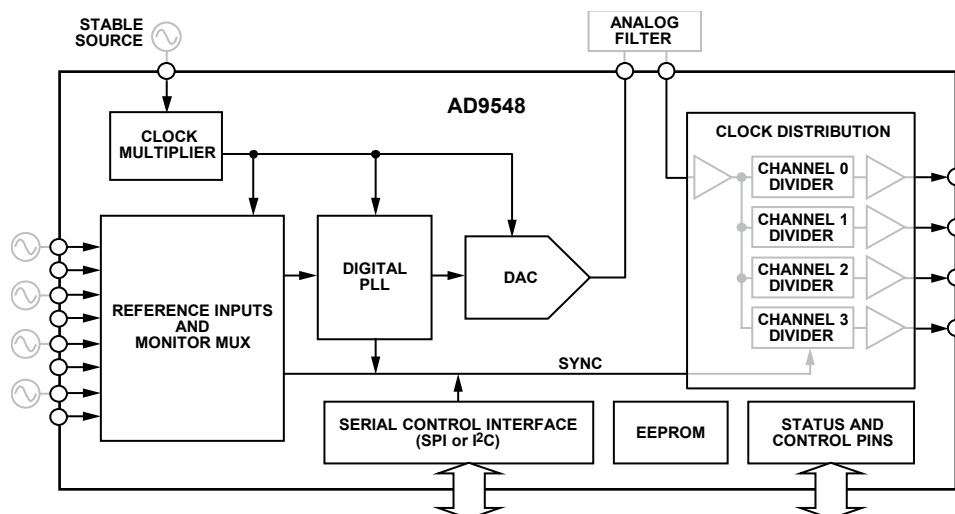 STABLE
SOURCE
ANALOG
FILTER
AD9548
CLOCK
MULTIPLIER
CLOCK DISTRIBUTION
CHANNEL 0
DIVIDER
CHANNEL 1
DIVIDER
CHANNEL 2
DIVIDER
CHANNEL 3
DIVIDER
REFERENCE INPUTS
AND
MONITOR MUX
DIGITAL
PLL
DAC
SYNC
SERIAL CONTROL INTERFACE
(SPI or I²C)
EEPROM
STATUS AND
CONTROL PINS